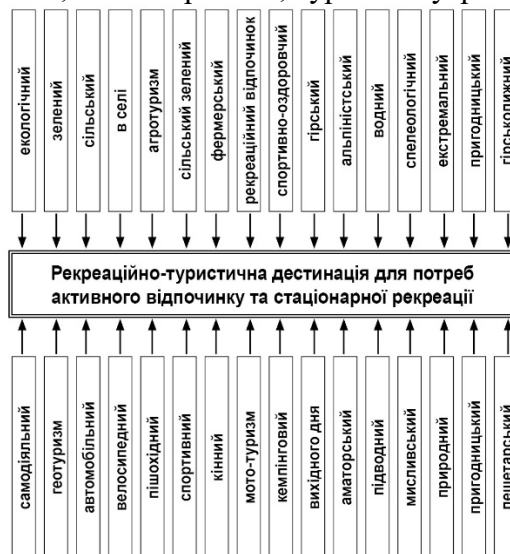 екологічний
зелений
сільський
в селі
агротуризм
сільський зелений
фермерський
рекреаційний відпочинок
спортивно-оздоровчий
гірський
альпіністський
водний
спелеологічний
екстремальний
пригодницький
гірськолижний
Рекреаційно-туристична дестинація для потреб
активного відпочинку та стаціонарної рекреації
самодіяльний
геотуризм
автомобільний
велосипедний
пішохідний
спортивний
кінний
мото-туризм
кемпінговий
вихідного дня
аматорський
підводний
мисливський
природний
пригодницький